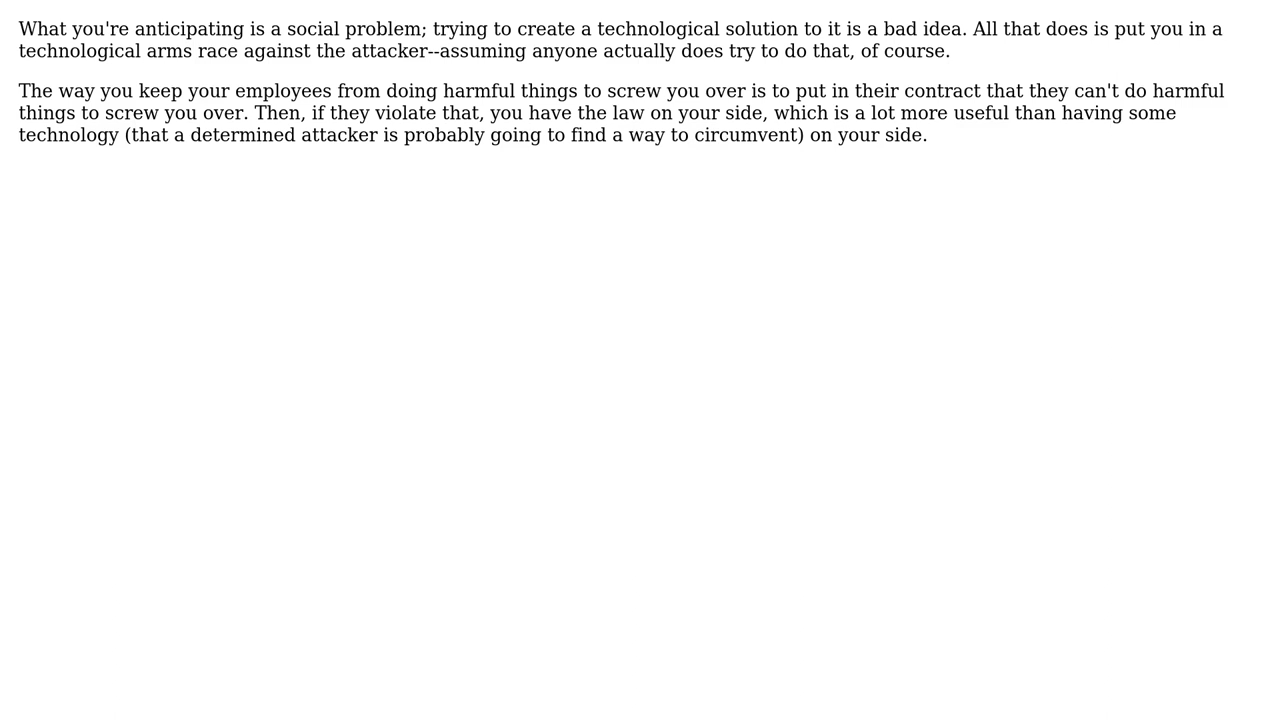 What you're anticipating is a social problem; trying to create a technological solution to it is a bad idea. All that does is put you in a
technological arms race against the attacker--assuming anyone actually does try to do that, of course.
The way you keep your employees from doing harmful things to screw you over is to put in their contract that they can't do harmful
things to screw you over. Then, if they violate that, you have the law on your side, which is a lot more useful than having some
technology (that a determined attacker is probably going to find a way to circumvent) on your side.